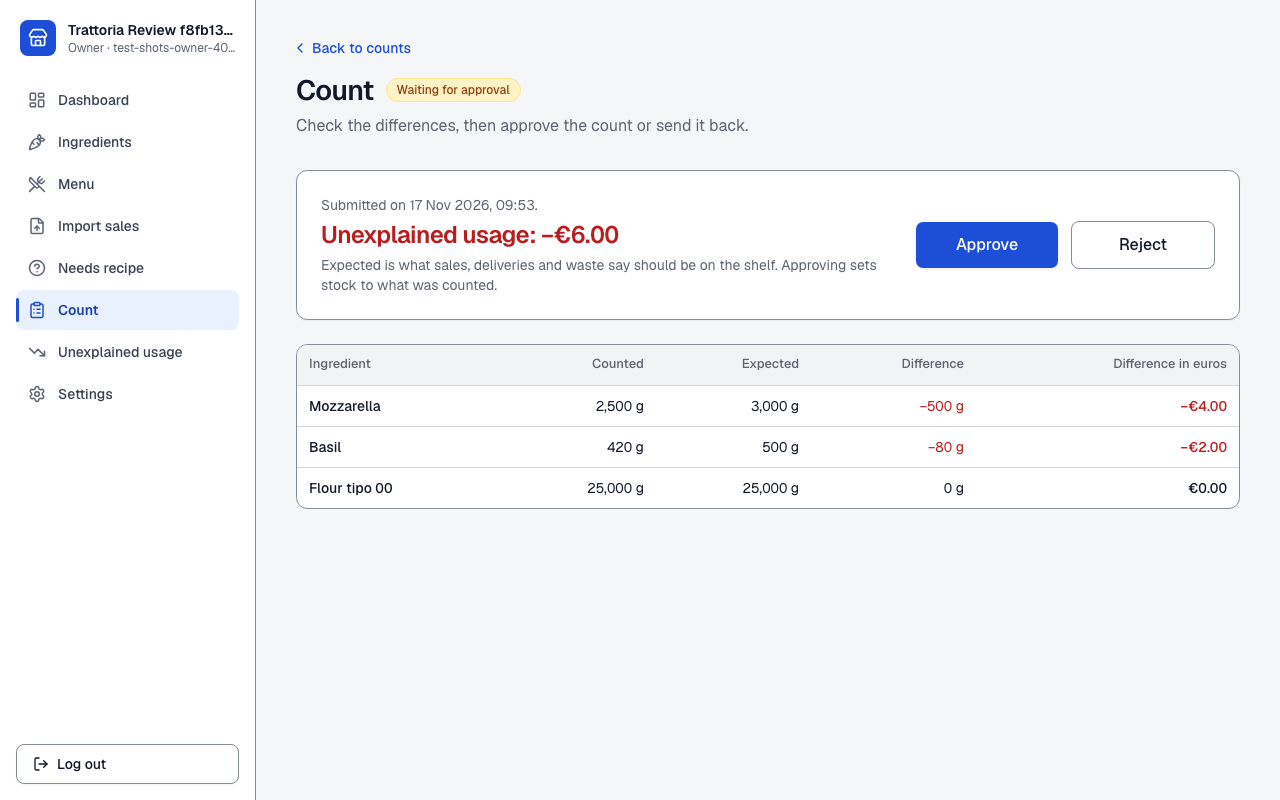 Trattoria Review f8fb13...
Owner · test-shots-owner-40...
Dashboard
Ingredients
Menu
Import sales
Needs recipe
Count
Unexplained usage
Settings
Log out
Back to counts
Count
Waiting for approval
Check the differences, then approve the count or send it back.
Submitted on 17 Nov 2026, 09:53.
Unexplained usage: −€6.00
Expected is what sales, deliveries and waste say should be on the shelf. Approving sets
stock to what was counted.
Approve
Reject
Ingredient Counted Expected Difference Difference in euros
Mozzarella 2,500 g 3,000 g −500 g −€4.00
Basil 420 g 500 g −80 g −€2.00
Flour tipo 00 25,000 g 25,000 g 0 g €0.00